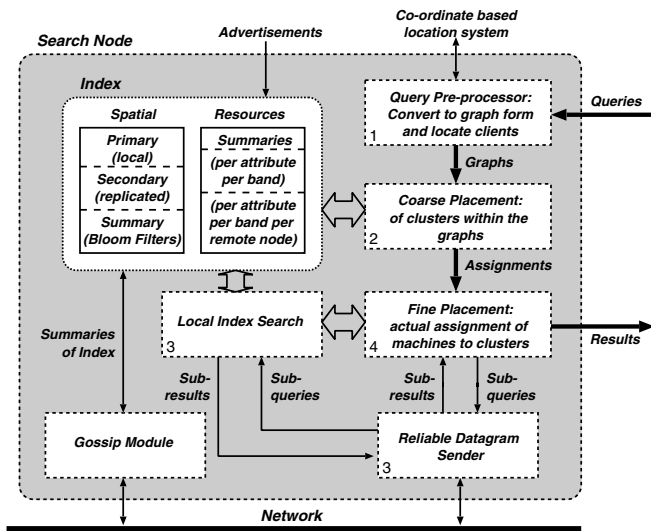 Advertisements
Co-ordinate based
location system
Search Node
Index
Spatial
Primary
(local)
Secondary
(replicated)
Summary
(Bloom Filters)
Resources
Summaries
(per attribute
per band)
(per attribute
per band per
remote node)
Query Pre-processor:
Convert to graph form
and locate clients
1
Queries
Graphs
Coarse Placement:
of clusters within the
graphs
2
Assignments
Local Index Search
3
Fine Placement:
actual assignment of
machines to clusters
4
Results
Summaries
of Index
Sub-
results
Sub-
queries
Sub-
results
Sub-
queries
Gossip Module
Reliable Datagram
Sender
3
Network